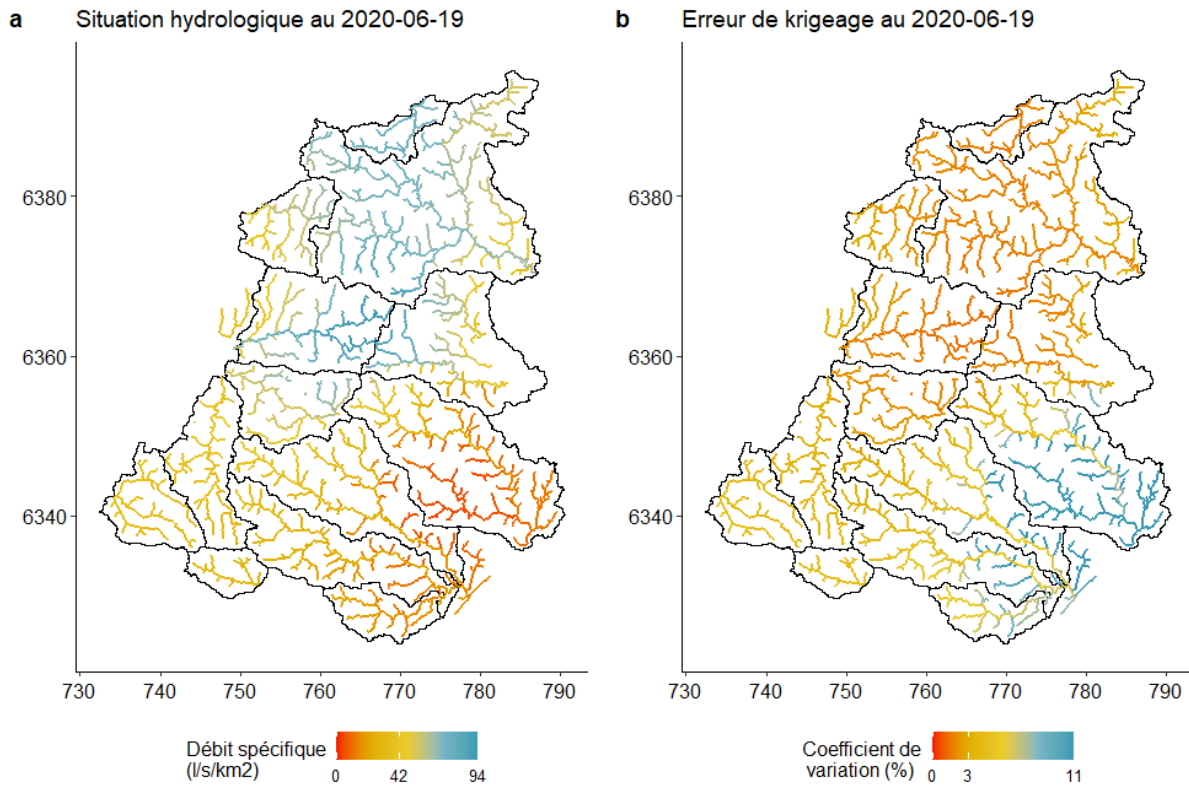 a Situation hydrologique au 2020-06-19
6380
6360
6340
730 740 750 760 770 780 790
Débit spécifique
(l/s/km2)
0 42 94
b Erreur de krigeage au 2020-06-19
6380
6360
6340
730 740 750 760 770 780 790
Coefficient de
variation (%)
0 3 11